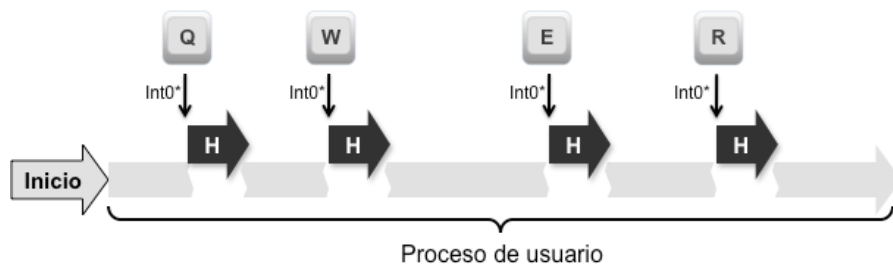 Q W E R
Int0* Int0* Int0* Int0*
H H H H
Inicio
Proceso de usuario